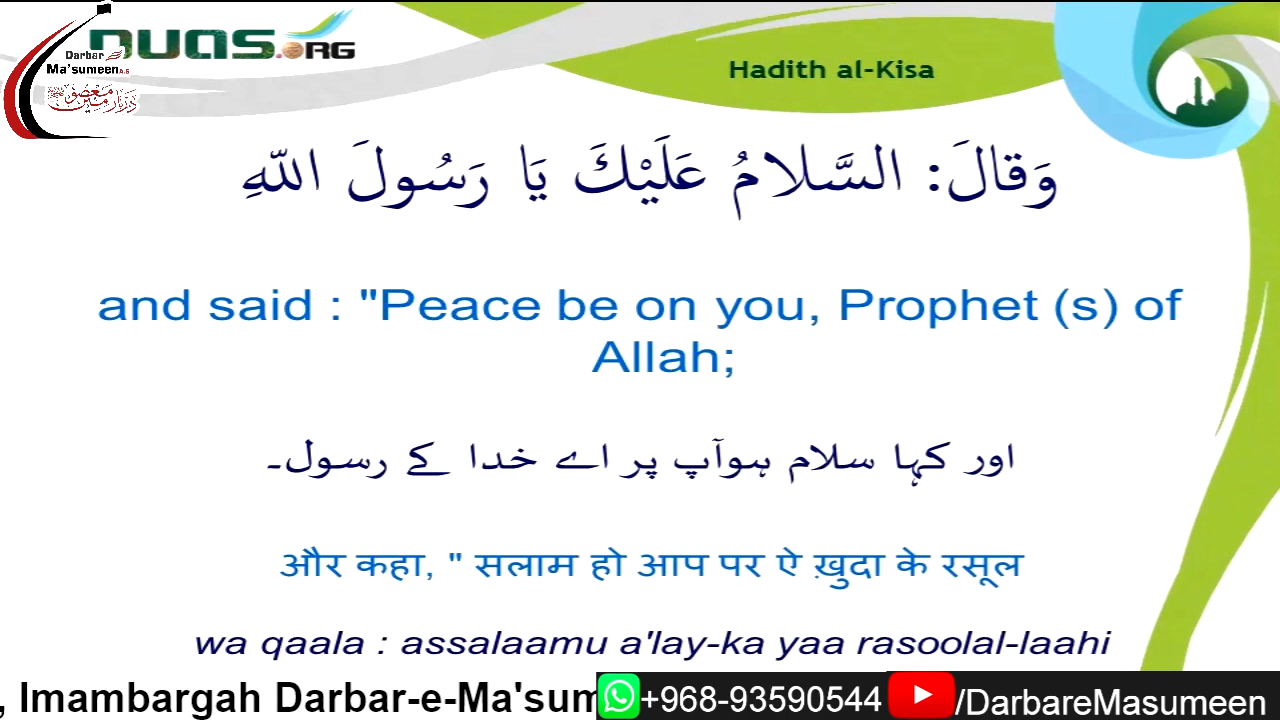 DUAS.ORG
Darbar
Ma'sumeen A.S
Hadith al-Kisa
وَقالَ: السَّلامُ عَلَيْكَ يَا رَسُولَ اللّهِ
and said : "Peace be on you, Prophet (s) of
Allah;
اور کہا سلام ہوآپ پر اے خدا کے رسول۔
और कहा, " सलाम हो आप पर ऐ ख़ुदा के रसूल
wa qaala : assalaamu a'lay-ka yaa rasoolal-laahi
, Imambargah Darbar-e-Ma'sum
+968-93590544
/DarbareMasumeen